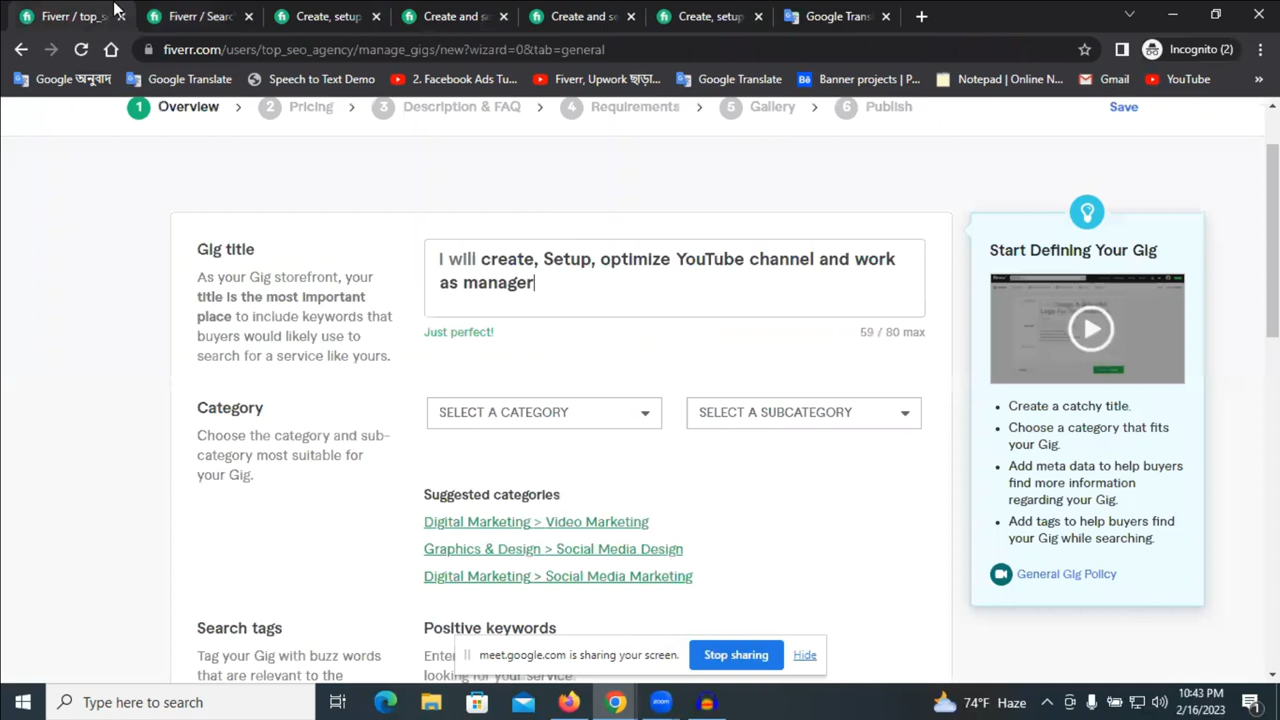 Fiverr / top_s
Fiverr / Searc
Create, setup
Create and s
Create and se
Create, setup
Google Transl
fiverr.com/users/top_seo_agency/manage_gigs/new?wizard=0&tab=general
Incognito (2)
Google অনুবাদ
Google Translate
Speech to Text Demo
2. Facebook Ads Tu...
Fiverr, Upwork ছাড়া...
Google Translate
Banner projects | P...
Notepad | Online N...
Gmail
YouTube
»
1 Overview
2 Pricing
3 Description & FAQ
4 Requirements
5 Gallery
6 Publish
Save
Gig title
As your Gig storefront, your
title is the most important
place to include keywords that
buyers would likely use to
search for a service like yours.
I will create, Setup, optimize YouTube channel and work
as manager
Just perfect!
59 / 80 max
Category
Choose the category and sub-
category most suitable for
your Gig.
SELECT A CATEGORY
SELECT A SUBCATEGORY
Suggested categories
Digital Marketing > Video Marketing
Graphics & Design > Social Media Design
Digital Marketing > Social Media Marketing
Search tags
Tag your Gig with buzz words
that are relevant to the
Positive keywords
Enter
looking for your service.
Start Defining Your Gig
Create a catchy title.
Choose a category that fits
your Gig.
Add meta data to help buyers
find more information
regarding your Gig.
Add tags to help buyers find
your Gig while searching.
General Gig Policy
meet.google.com is sharing your screen.
Stop sharing
Hide
Type here to search
zoom
74°F Haze
10:43 PM
2/16/2023